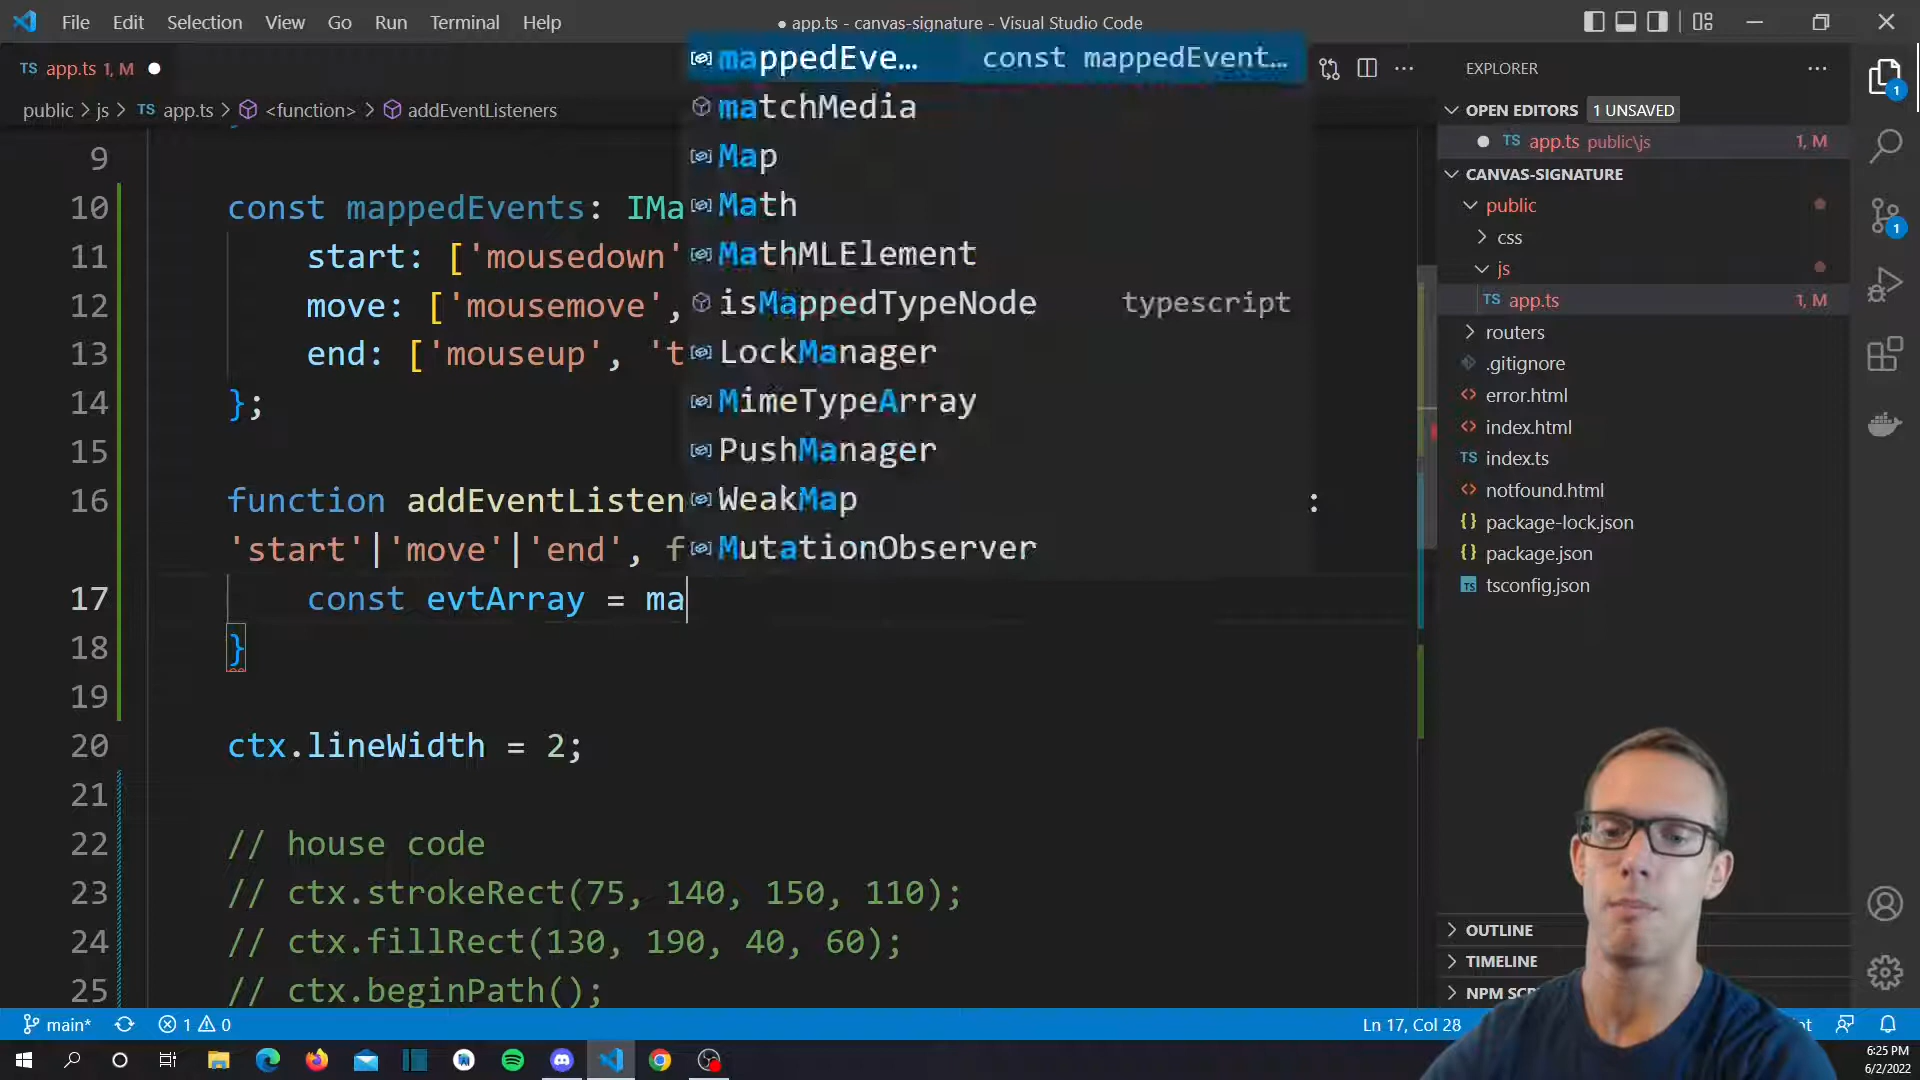 File Edit Selection View Go Run Terminal Help
● app.ts - canvas-signature - Visual Studio Code
TS app.ts 1, M ●
public > js > TS app.ts > <function> > addEventListeners
9
10 const mappedEvents: IMa
11 start: ['mousedown'
12 move: ['mousemove',
13 end: ['mouseup', 't
14 };
15
16 function addEventListen :
'start'|'move'|'end', f
17 const evtArray = ma
18 }
19
20 ctx.lineWidth = 2;
21
22 // house code
23 // ctx.strokeRect(75, 140, 150, 110);
24 // ctx.fillRect(130, 190, 40, 60);
25 // ctx.beginPath();
mappedEve… const mappedEvent…
matchMedia
Map
Math
MathMLElement
isMappedTypeNode typescript
LockManager
MimeTypeArray
PushManager
WeakMap
MutationObserver
EXPLORER
OPEN EDITORS 1 UNSAVED
● TS app.ts public\js 1, M
CANVAS-SIGNATURE
public
css
js
TS app.ts 1, M
routers
.gitignore
error.html
index.html
TS index.ts
notfound.html
{} package-lock.json
{} package.json
TS tsconfig.json
OUTLINE
TIMELINE
NPM SC
1
1
main* 1 0
Ln 17, Col 28
6:25 PM
6/2/2022